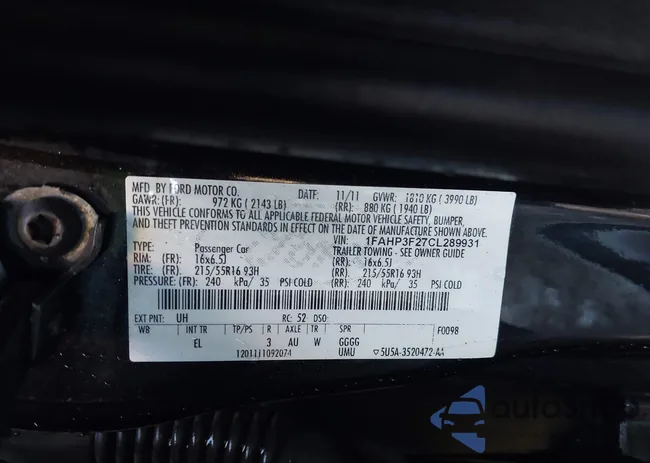 MFD. BY FORD MOTOR CO. DATE: 11/11 GVWR: 1810 KG ( 3990 LB)
GAWR:(FR): 972 KG ( 2143 LB) (RR): 880 KG ( 1940 LB)
THIS VEHICLE CONFORMS TO ALL APPLICABLE FEDERAL MOTOR VEHICLE SAFETY, BUMPER,
AND THEFT PREVENTION STANDARDS IN EFFECT ON THE DATE OF MANUFACTURE SHOWN ABOVE.
VIN: 1FAHP3F27CL289931
TYPE: Passenger Car TRAILER TOWING - SEE OWNER GUIDE
RIM: (FR): 16x6.5J (RR): 16x6.5J
TIRE: (FR): 215/55R16 93H (RR): 215/55R16 93H
PRESSURE: (FR): 240 kPa/ 35 PSI COLD (RR): 240 kPa/ 35 PSI COLD
EXT PNT: UH RC: 52 DSO: F0098
WB INT TR TP/PS R AXLE TR SPR
EL 3 AU W GGGG
1201111092074 UMU 5U5A-3520472-AA